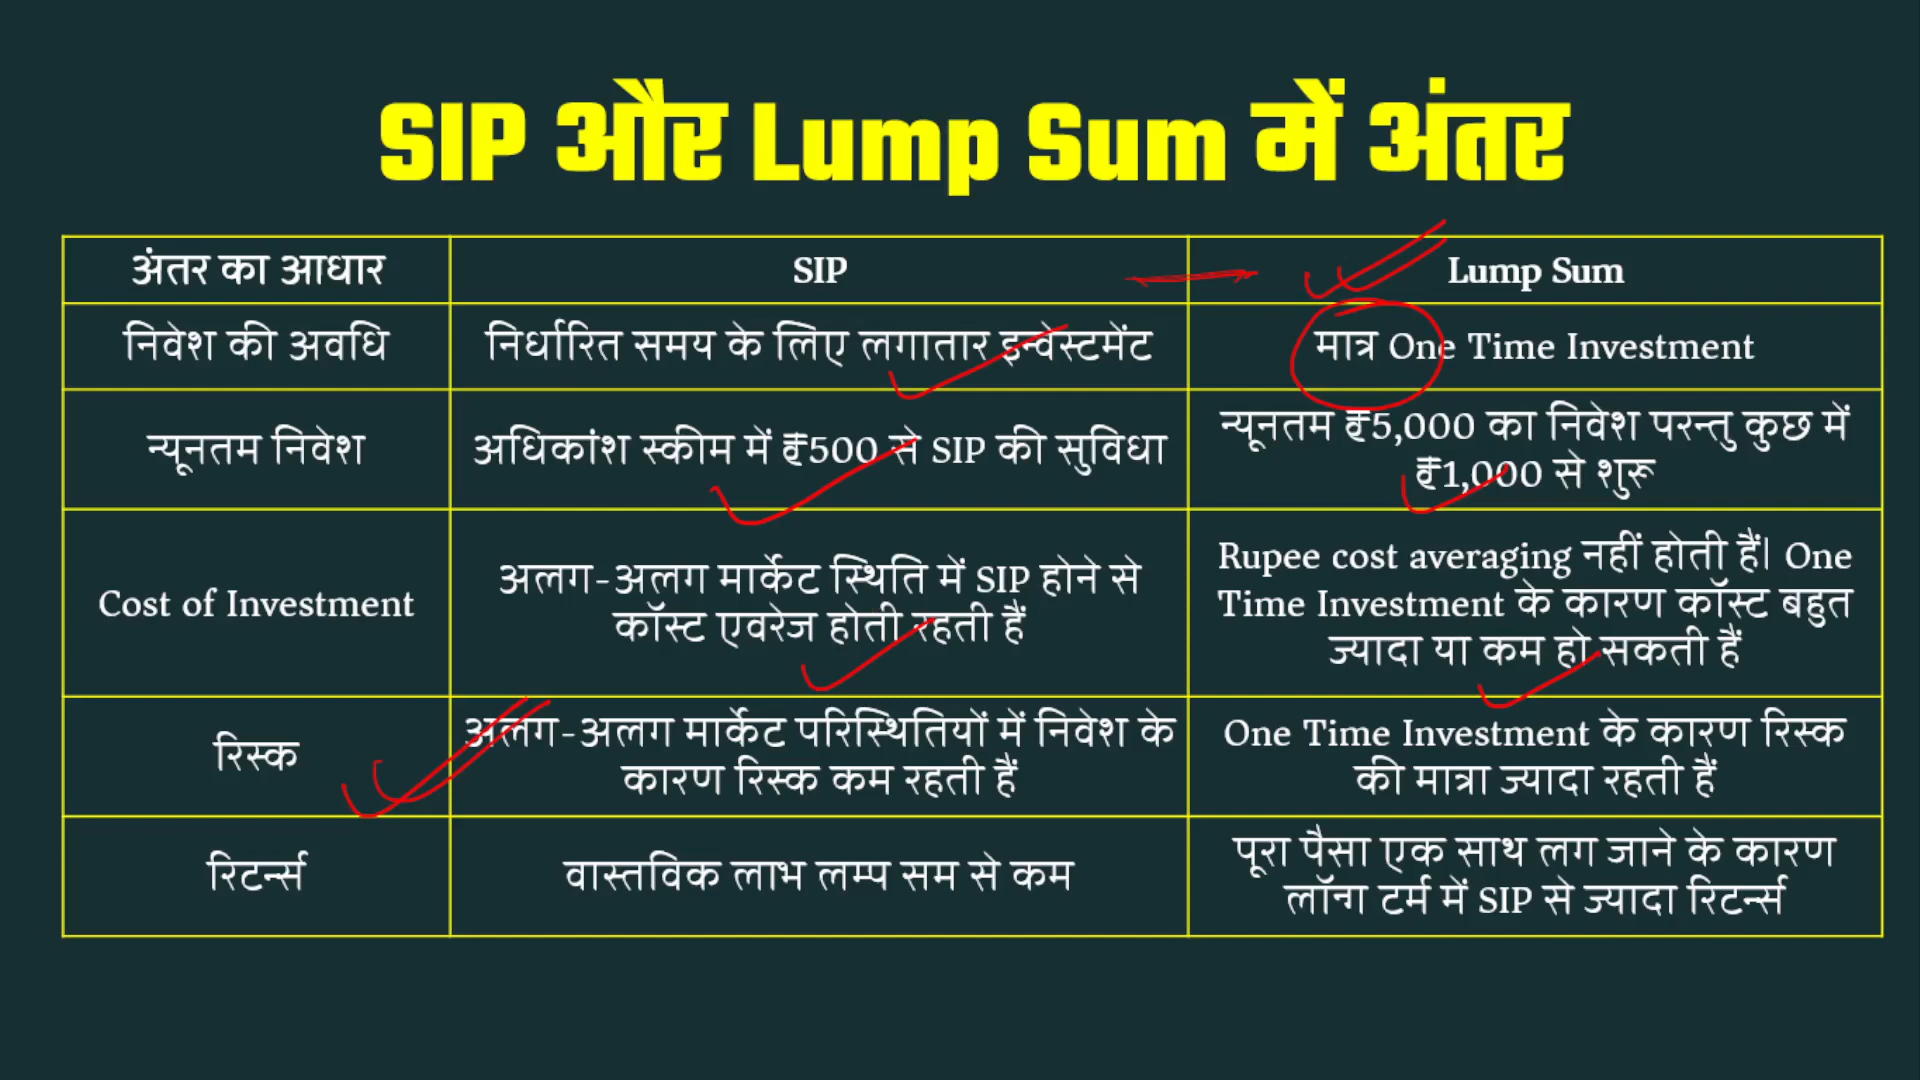 SIP और Lump Sum में अंतर
अंतर का आधार
SIP
Lump Sum
निवेश की अवधि
निर्धारित समय के लिए लगातार इन्वेस्टमेंट
मात्र One Time Investment
न्यूनतम निवेश
अधिकांश स्कीम में ₹500 से SIP की सुविधा
न्यूनतम ₹5,000 का निवेश परन्तु कुछ में
₹1,000 से शुरू
Cost of Investment
अलग-अलग मार्केट स्थिति में SIP होने से
कॉस्ट एवरेज होती रहती हैं
Rupee cost averaging नहीं होती हैं। One
Time Investment के कारण कॉस्ट बहुत
ज्यादा या कम हो सकती हैं
रिस्क
अलग-अलग मार्केट परिस्थितियों में निवेश के
कारण रिस्क कम रहती हैं
One Time Investment के कारण रिस्क
की मात्रा ज्यादा रहती हैं
रिटर्न्स
वास्तविक लाभ लम्प सम से कम
पूरा पैसा एक साथ लग जाने के कारण
लॉन्ग टर्म में SIP से ज्यादा रिटर्न्स